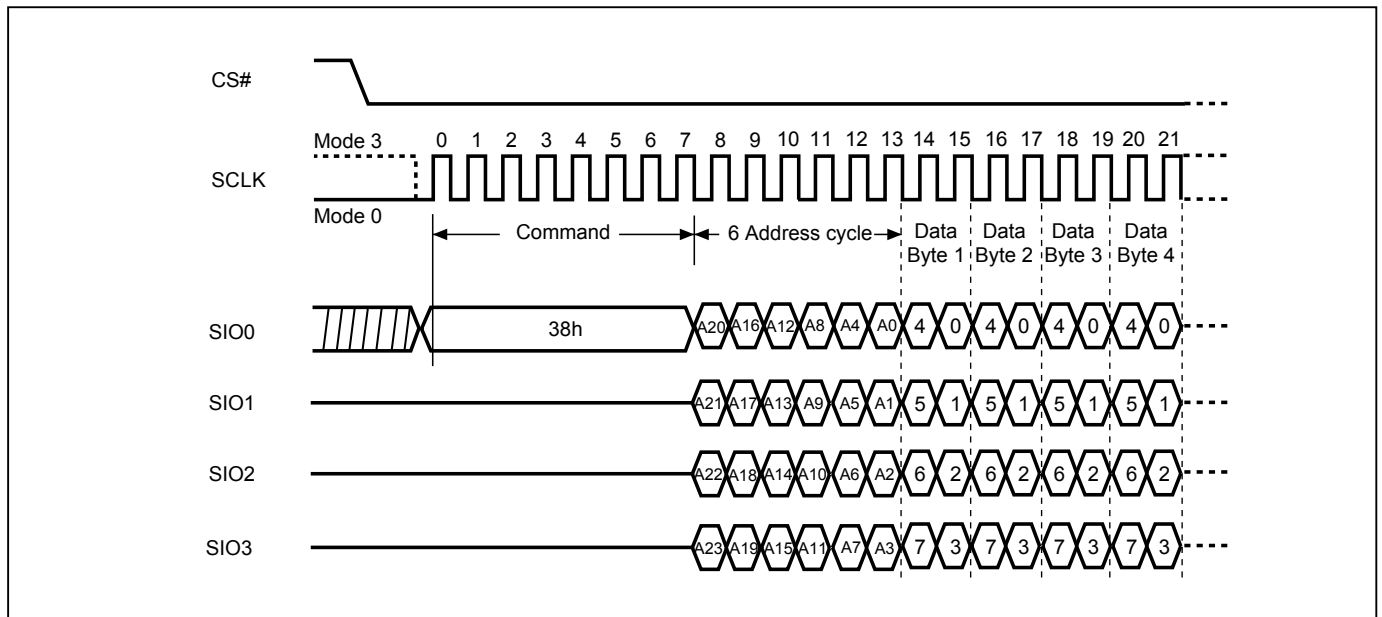 CS#
Mode 3
0 1 2 3 4 5 6 7 8 9 10 11 12 13 14 15 16 17 18 19 20 21
SCLK
Mode 0
Command
6 Address cycle
Data Byte 1
Data Byte 2
Data Byte 3
Data Byte 4
SIO0
38h
A20 A16 A12 A8 A4 A0 4 0 4 0 4 0 4 0
SIO1
A21 A17 A13 A9 A5 A1 5 1 5 1 5 1 5 1
SIO2
A22 A18 A14 A10 A6 A2 6 2 6 2 6 2 6 2
SIO3
A23 A19 A15 A11 A7 A3 7 3 7 3 7 3 7 3